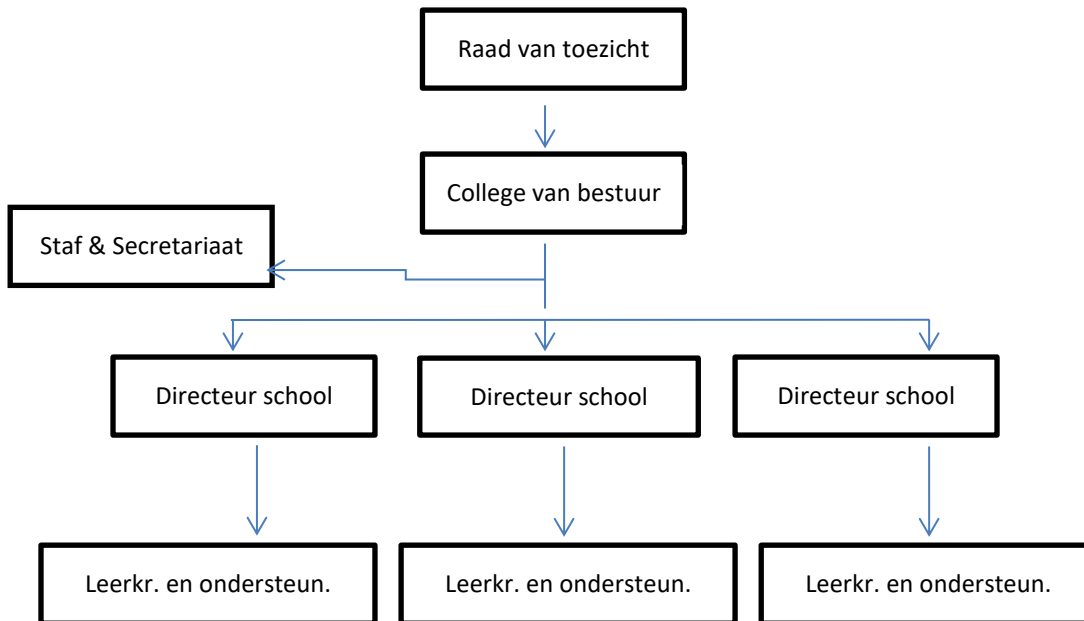 Raad van toezicht
College van bestuur
Staf & Secretariaat
Directeur school
Directeur school
Directeur school
Leerkr. en ondersteun.
Leerkr. en ondersteun.
Leerkr. en ondersteun.